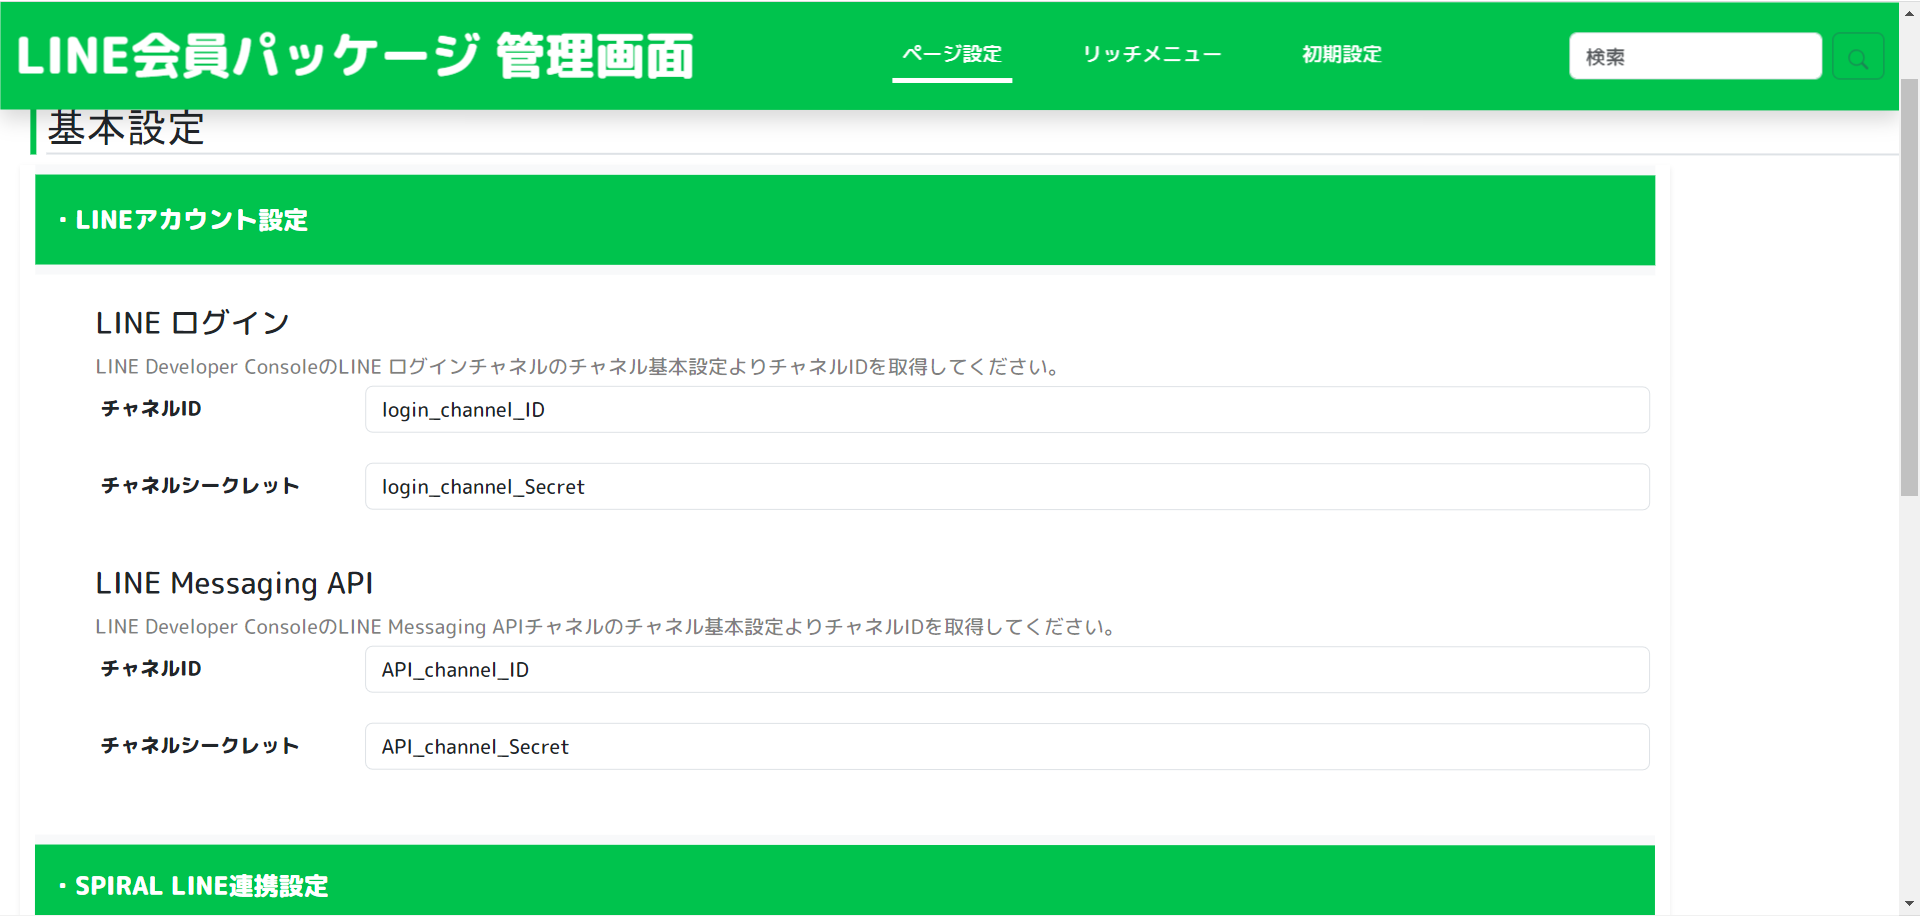 LINE会員パッケージ 管理画面
ページ設定
リッチメニュー
初期設定
検索
基本設定
・LINEアカウント設定
LINE ログイン
LINE Developer ConsoleのLINE ログインチャネルのチャネル基本設定よりチャネルIDを取得してください。
チャネルID
login_channel_ID
チャネルシークレット
login_channel_Secret
LINE Messaging API
LINE Developer ConsoleのLINE Messaging APIチャネルのチャネル基本設定よりチャネルIDを取得してください。
チャネルID
API_channel_ID
チャネルシークレット
API_channel_Secret
・SPIRAL LINE連携設定